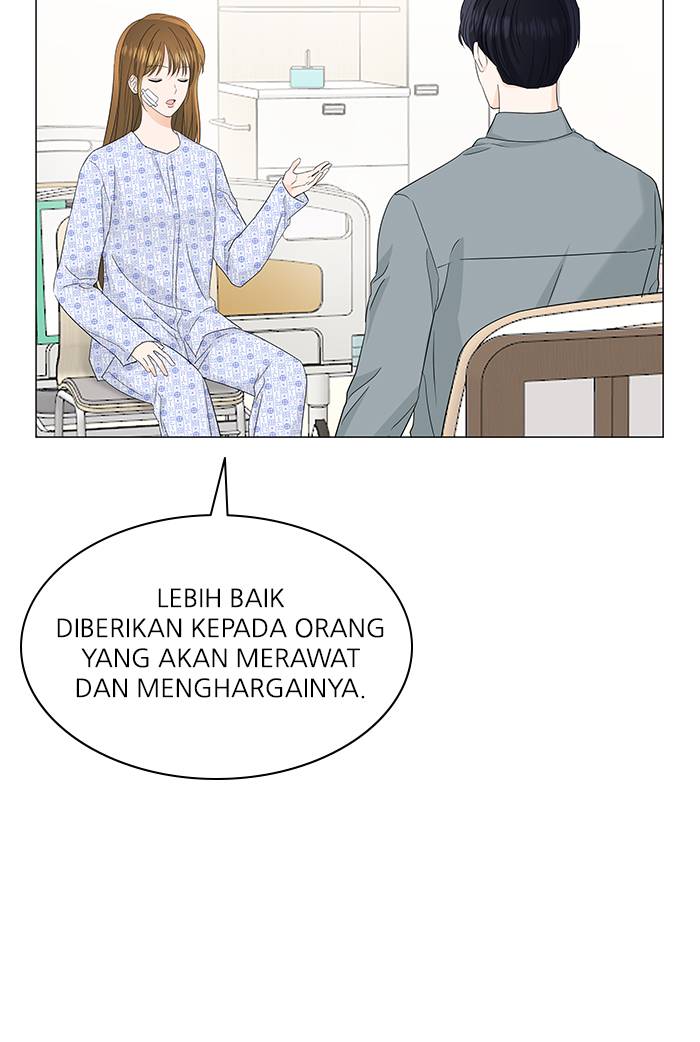 LEBIH BAIK
DIBERIKAN KEPADA ORANG
YANG AKAN MERAWAT
DAN MENGHARGAINYA.